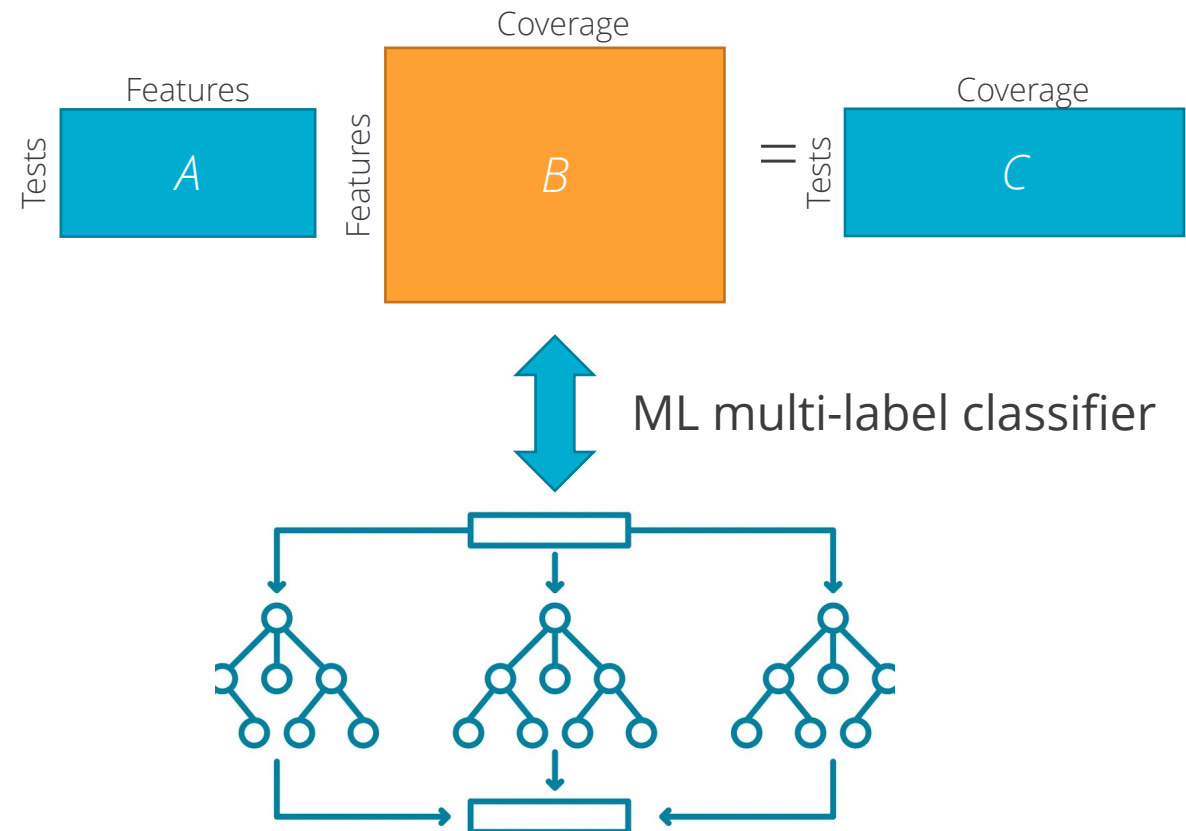 Coverage
Features
Coverage
Tests
A
Features
B
=
Tests
C
ML multi-label classifier